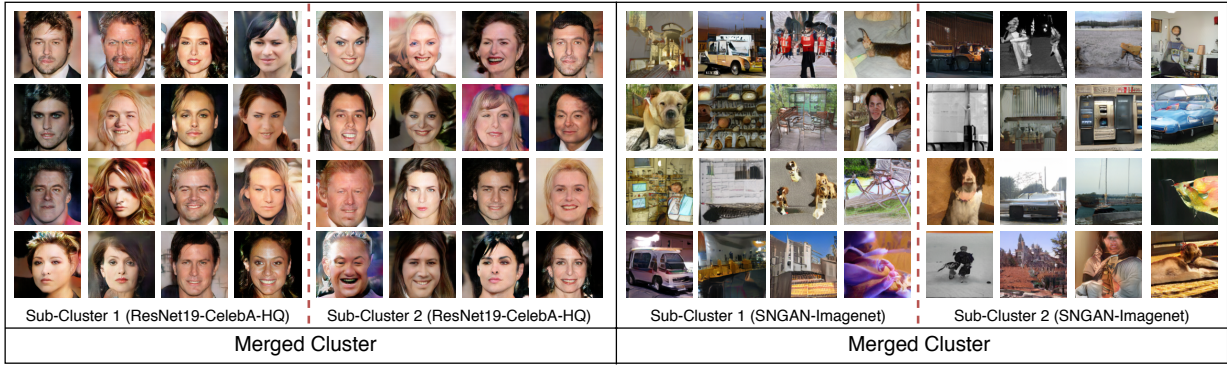 Sub-Cluster 1 (ResNet19-CelebA-HQ)
Sub-Cluster 2 (ResNet19-CelebA-HQ)
Sub-Cluster 1 (SNGAN-Imagenet)
Sub-Cluster 2 (SNGAN-Imagenet)
Merged Cluster
Merged Cluster